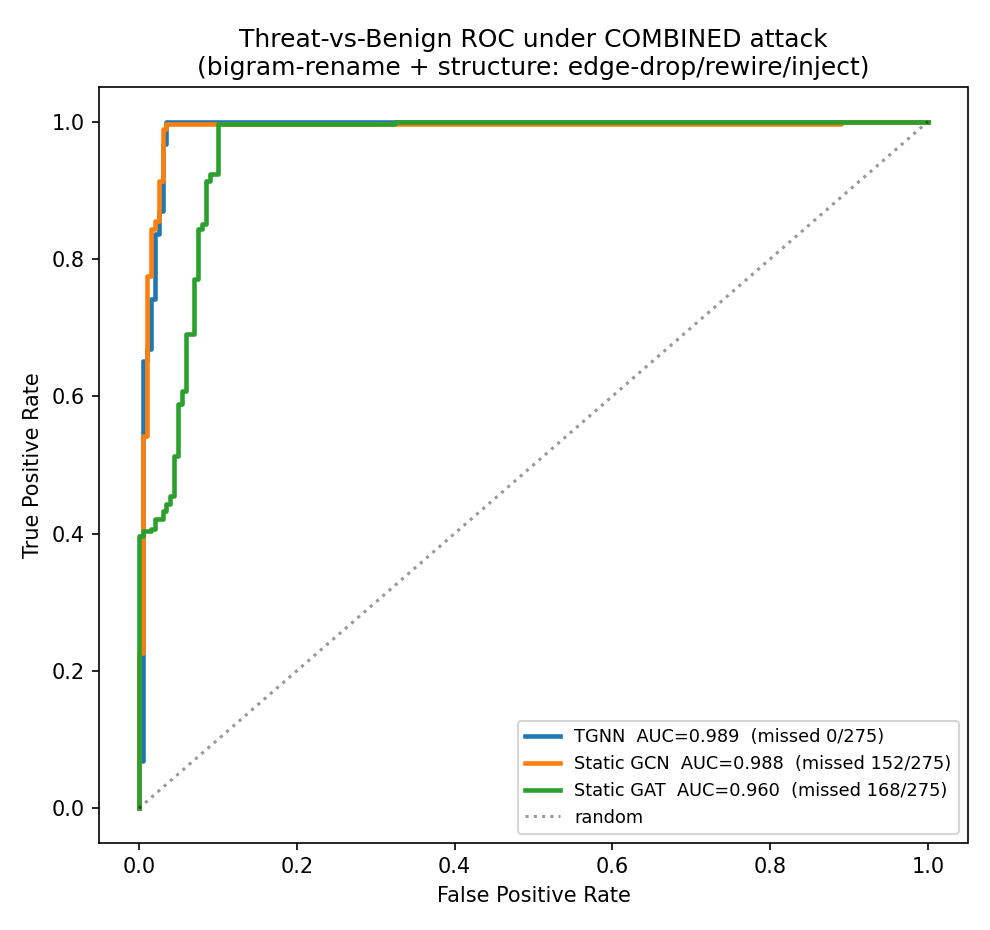 Threat-vs-Benign ROC under COMBINED attack
(bigram-rename + structure: edge-drop/rewire/inject)
True Positive Rate
1.0
0.8
0.6
0.4
0.2
0.0
TGNN AUC=0.989 (missed 0/275)
Static GCN AUC=0.988 (missed 152/275)
Static GAT AUC=0.960 (missed 168/275)
random
0.0 0.2 0.4 0.6 0.8 1.0
False Positive Rate